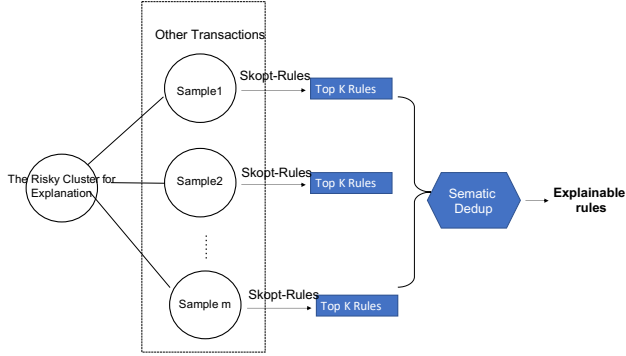 Other Transactions
Sample1
Skopt-Rules
Top K Rules
The Risky Cluster for
Explanation
Sample2
Skopt-Rules
Top K Rules
Sematic
Dedup
Explainable
rules
......
Sample m
Skopt-Rules
Top K Rules